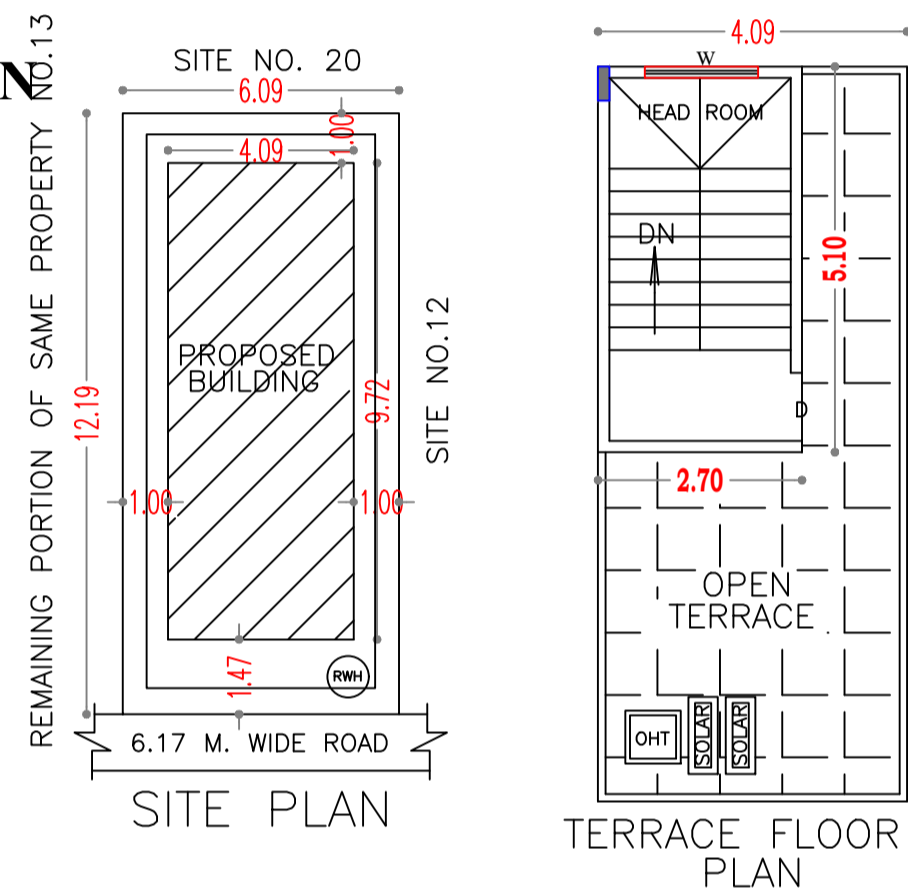 N
REMAINING PORTION OF SAME PROPERTY NO.13
SITE NO. 20
6.09
1.00
4.09
12.19
PROPOSED
BUILDING
9.72
SITE NO.12
1.00
1.00
1.47
RWH
6.17 M. WIDE ROAD
SITE PLAN
4.09
W
HEAD ROOM
DN
5.10
D
2.70
OPEN
TERRACE
OHT
SOLAR
SOLAR
TERRACE FLOOR
PLAN